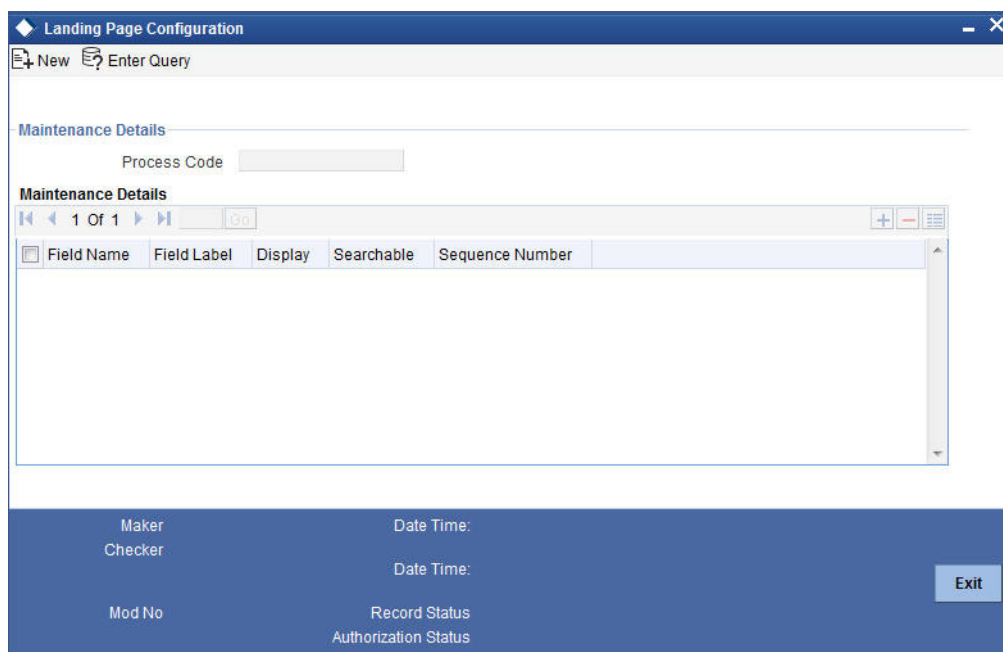 Landing Page Configuration
New Enter Query
Maintenance Details
Process Code
Maintenance Details
1 Of 1 Go
Field Name Field Label Display Searchable Sequence Number
Maker Date Time:
Checker
Date Time:
Exit
Mod No Record Status
Authorization Status